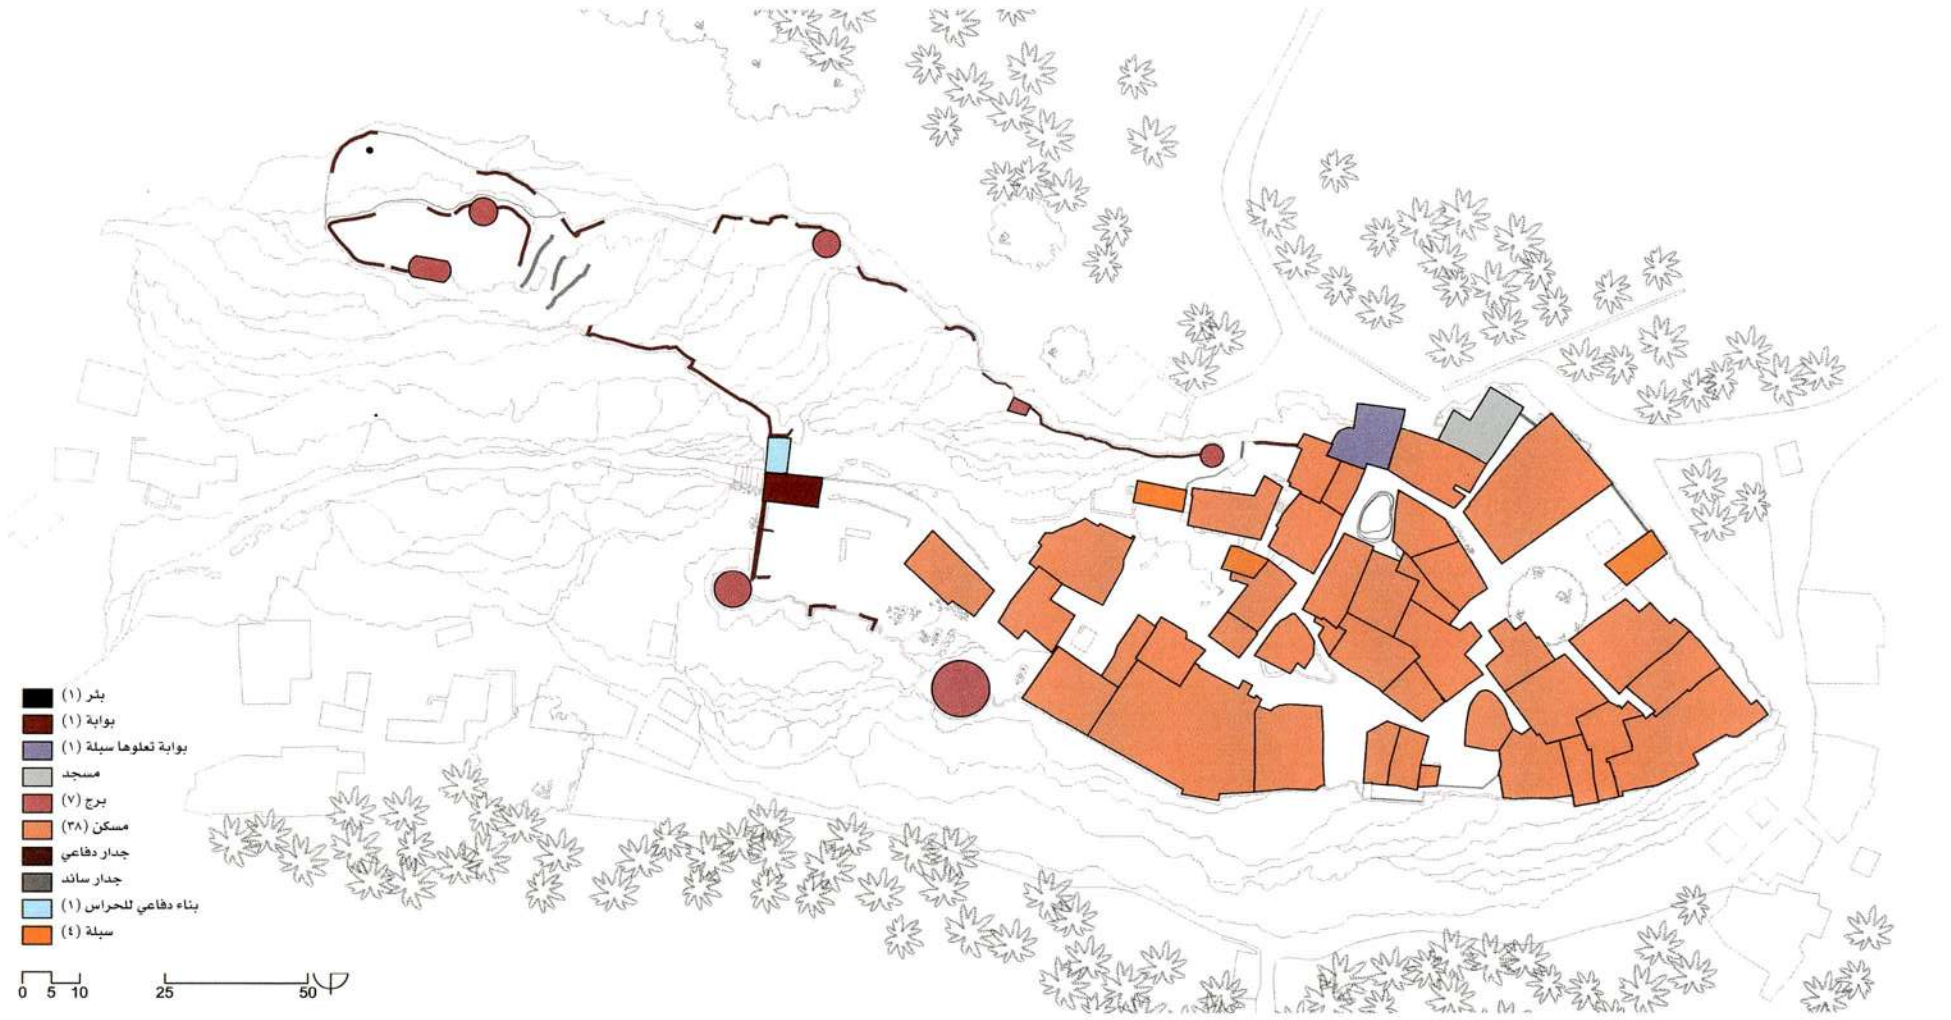 بئر (١)
بوابة (١)
بوابة تعلوها سبلة (١)
مسجد
برج (٧)
مسكن (٣٨)
جدار دفاعي
جدار ساند
بناء دفاعي للحراس (١)
سبلة (٤)
0 5 10 25 50